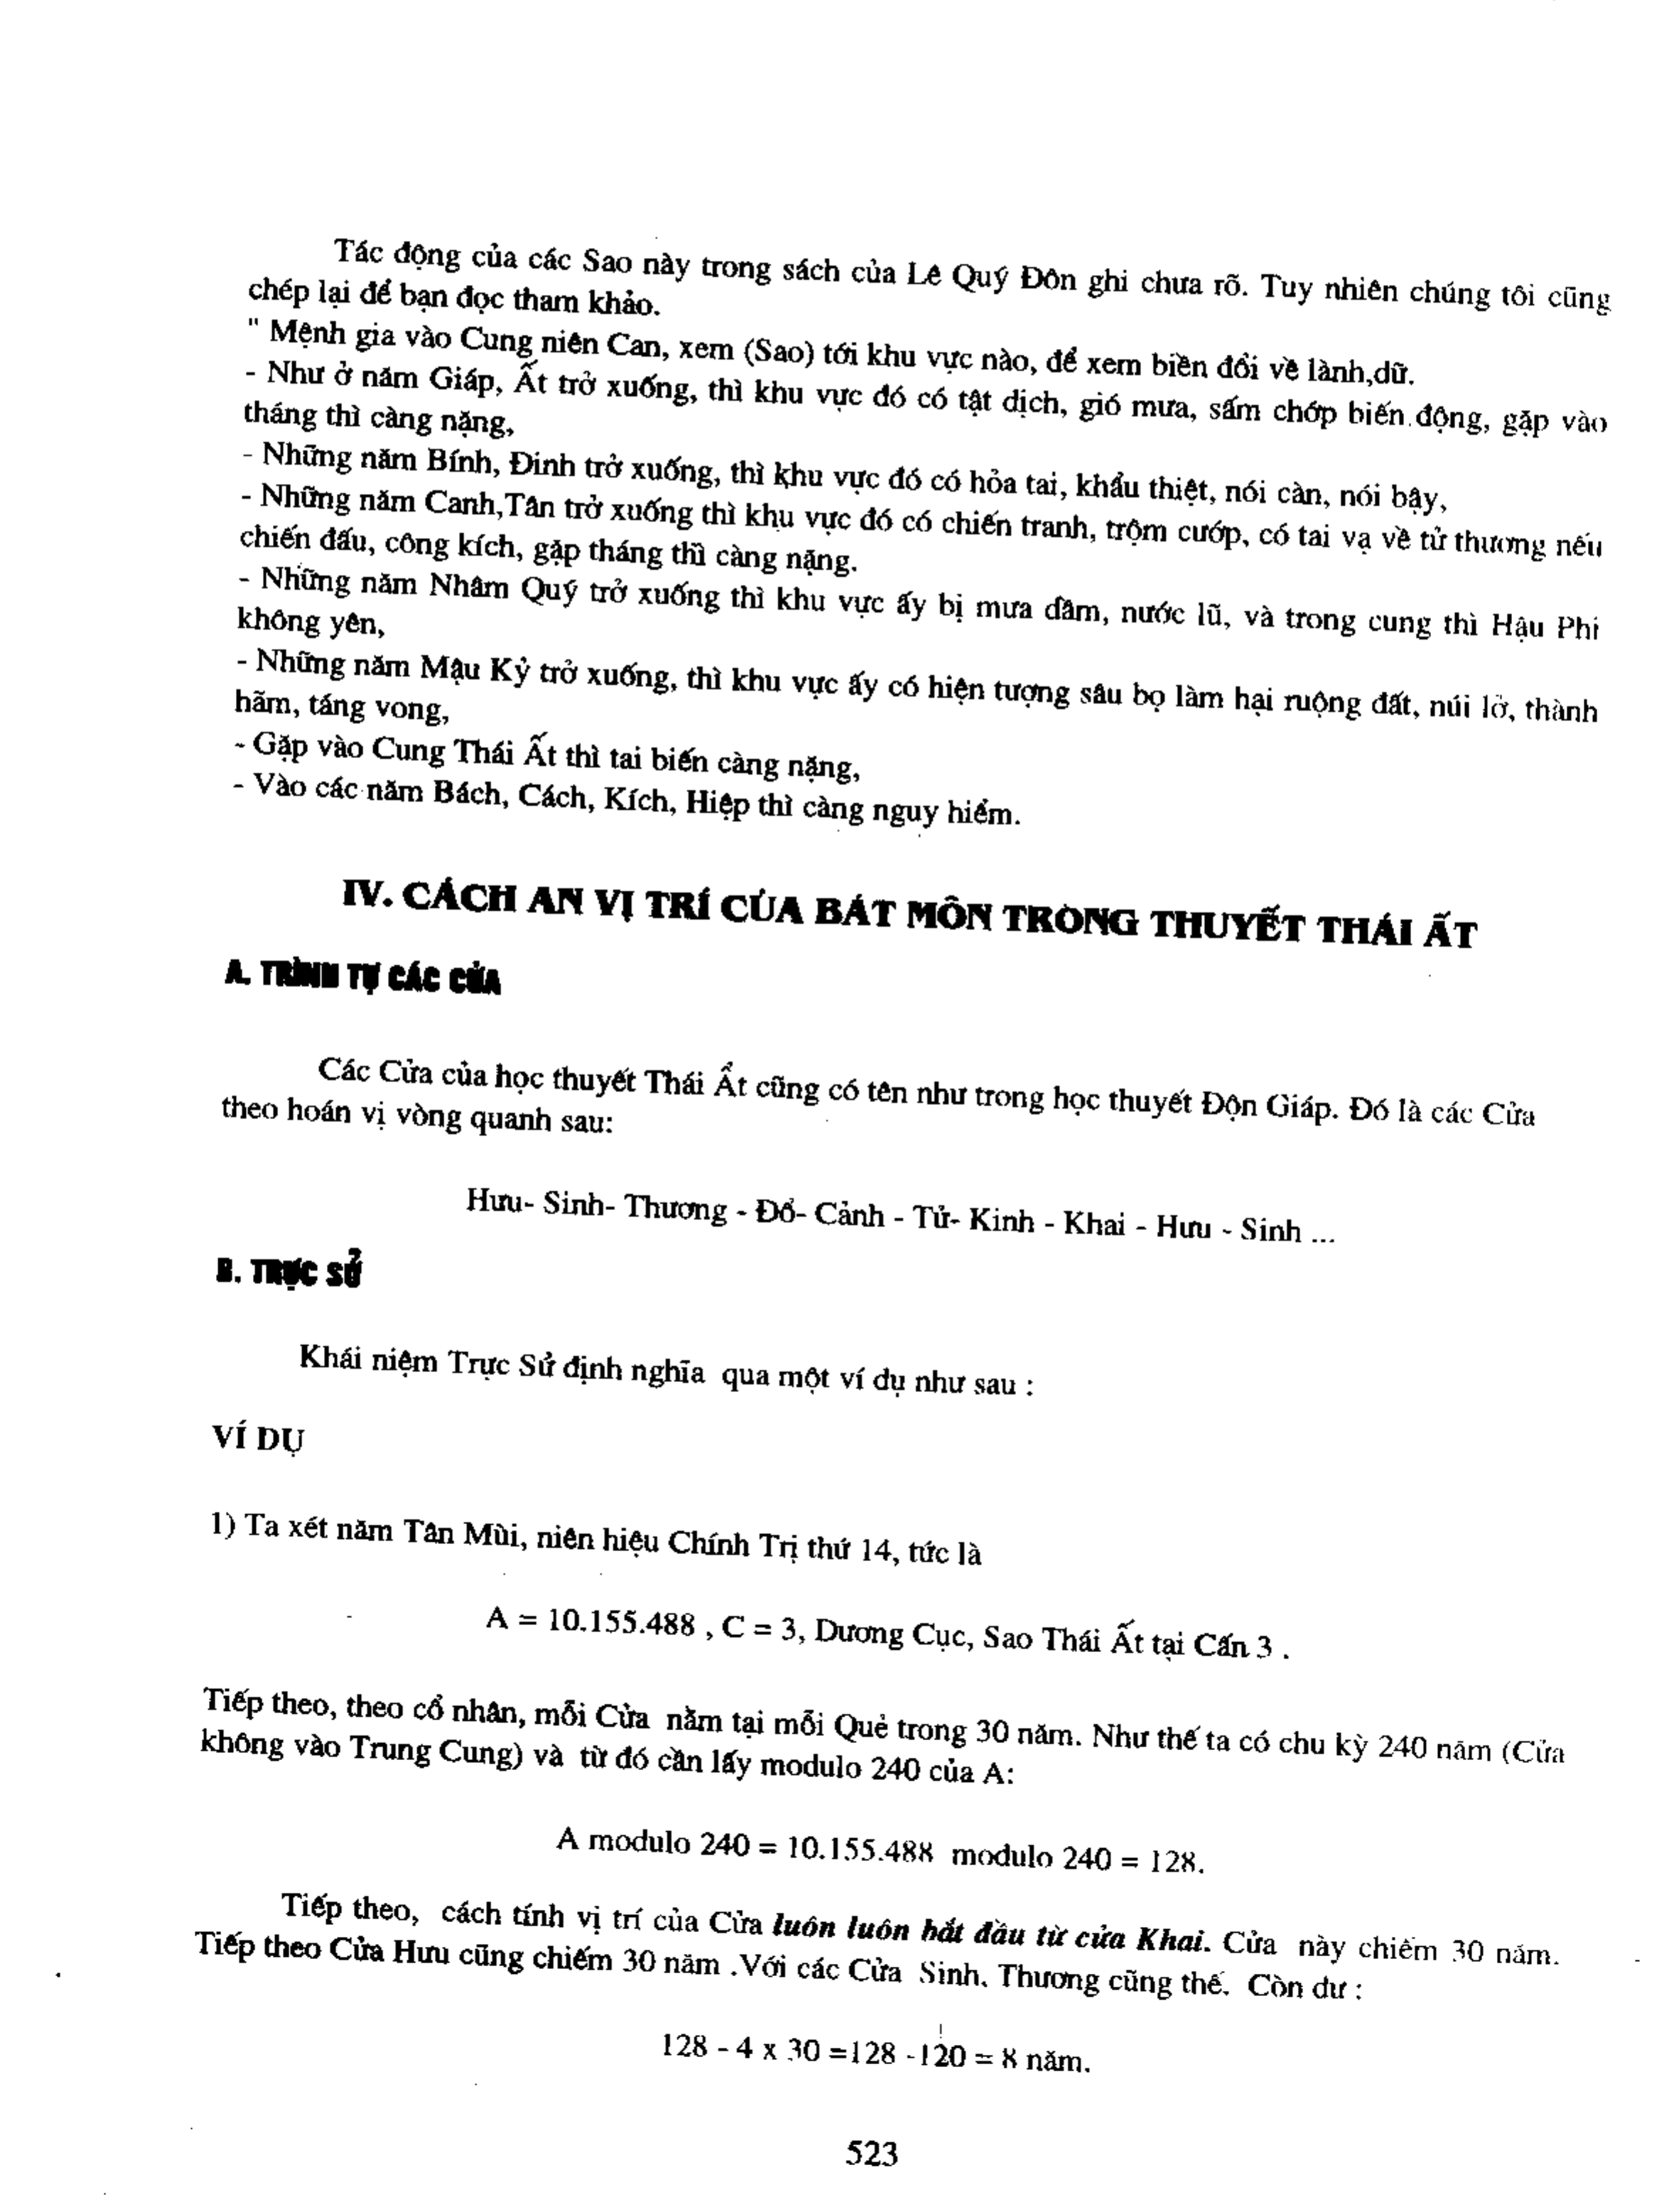 Tác động của các Sao này trong sách của Lê Quý Đôn ghi chưa rõ. Tuy nhiên chúng tôi cũng
chép lại để bạn đọc tham khảo.
" Mệnh gia vào Cung niên Can, xem (Sao) tới khu vực nào, để xem biền đổi về lành,dữ.
- Như ở năm Giáp, Ất trở xuống, thì khu vực đó có tật dịch, gió mưa, sấm chớp biến động, gặp vào
tháng thì càng nặng,
- Những năm Bính, Đinh trở xuống, thì khu vực đó có hỏa tai, khẩu thiệt, nói càn, nói bậy,
- Những năm Canh,Tân trở xuống thì khu vực đó có chiến tranh, trộm cướp, có tai vạ về tử thương nếu
chiến đấu, công kích, gặp tháng thì càng nặng.
- Những năm Nhâm Quý trở xuống thì khu vực ấy bị mưa dầm, nước lũ, và trong cung thì Hậu Phi
không yên,
- Những năm Mậu Kỷ trở xuống, thì khu vực ấy có hiện tượng sâu bọ làm hại ruộng đất, núi lở, thành
hãm, táng vong,
- Gặp vào Cung Thái Ất thì tai biến càng nặng,
- Vào các năm Bách, Cách, Kích, Hiệp thì càng nguy hiểm.
IV. CÁCH AN VỊ TRÍ CỦA BÁT MÔN TRONG THUYẾT THÁI ẤT
A. TRÌNH TỰ CÁC CỬA
Các Cửa của học thuyết Thái Ẩt cũng có tên như trong học thuyết Độn Giáp. Đó là các Cửa
theo hoán vị vòng quanh sau:
Hưu- Sinh- Thương - Đổ- Cảnh - Tử- Kinh - Khai - Hưu - Sinh ...
B. TRỰC SỬ
Khái niệm Trực Sử định nghĩa qua một ví dụ như sau :
VÍ DỤ
1) Ta xét năm Tân Mùi, niên hiệu Chính Trị thứ 14, tức là
A = 10.155.488 , C = 3, Dương Cục, Sao Thái Ất tại Cấn 3 .
Tiếp theo, theo cổ nhân, mỗi Cửa nằm tại mỗi Quẻ trong 30 năm. Như thế ta có chu kỳ 240 năm (Cửa
không vào Trung Cung) và từ đó cần lấy modulo 240 của A:
A modulo 240 = 10.155.488 modulo 240 = 128.
Tiếp theo, cách tính vị trí của Cửa luôn luôn bắt đầu từ cửa Khai. Cửa này chiếm 30 năm.
Tiếp theo Cửa Hưu cũng chiếm 30 năm .Với các Cửa Sinh, Thương cũng thế. Còn dư :
128 - 4 x 30 =128 -120 = 8 năm.
523